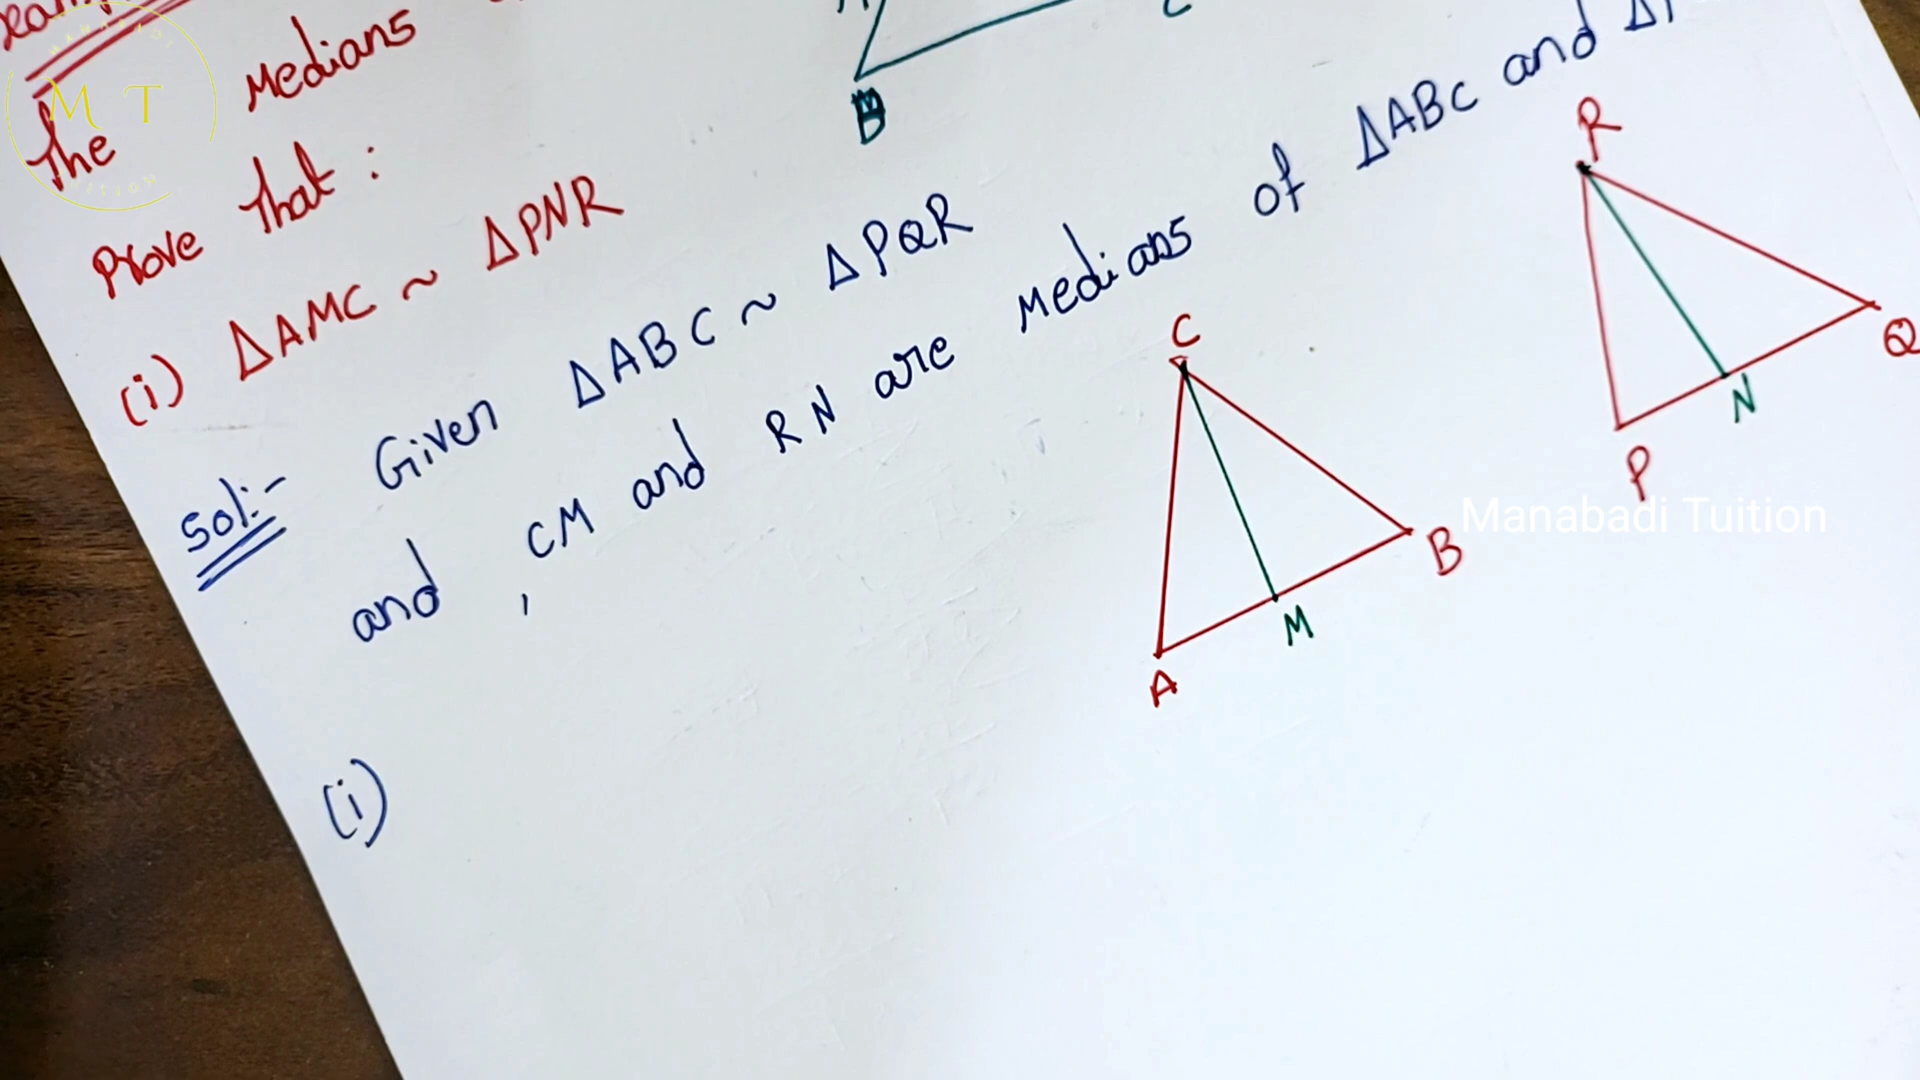 The Medians
Prove that :
(i) ΔAMC ~ ΔPNR
Sol:- Given ΔABC ~ ΔPQR
and , CM and RN are Medians of ΔABC and
(i)
B
C
C
A
M
B
R
P
N
Q
M T
Manabadi Tuition